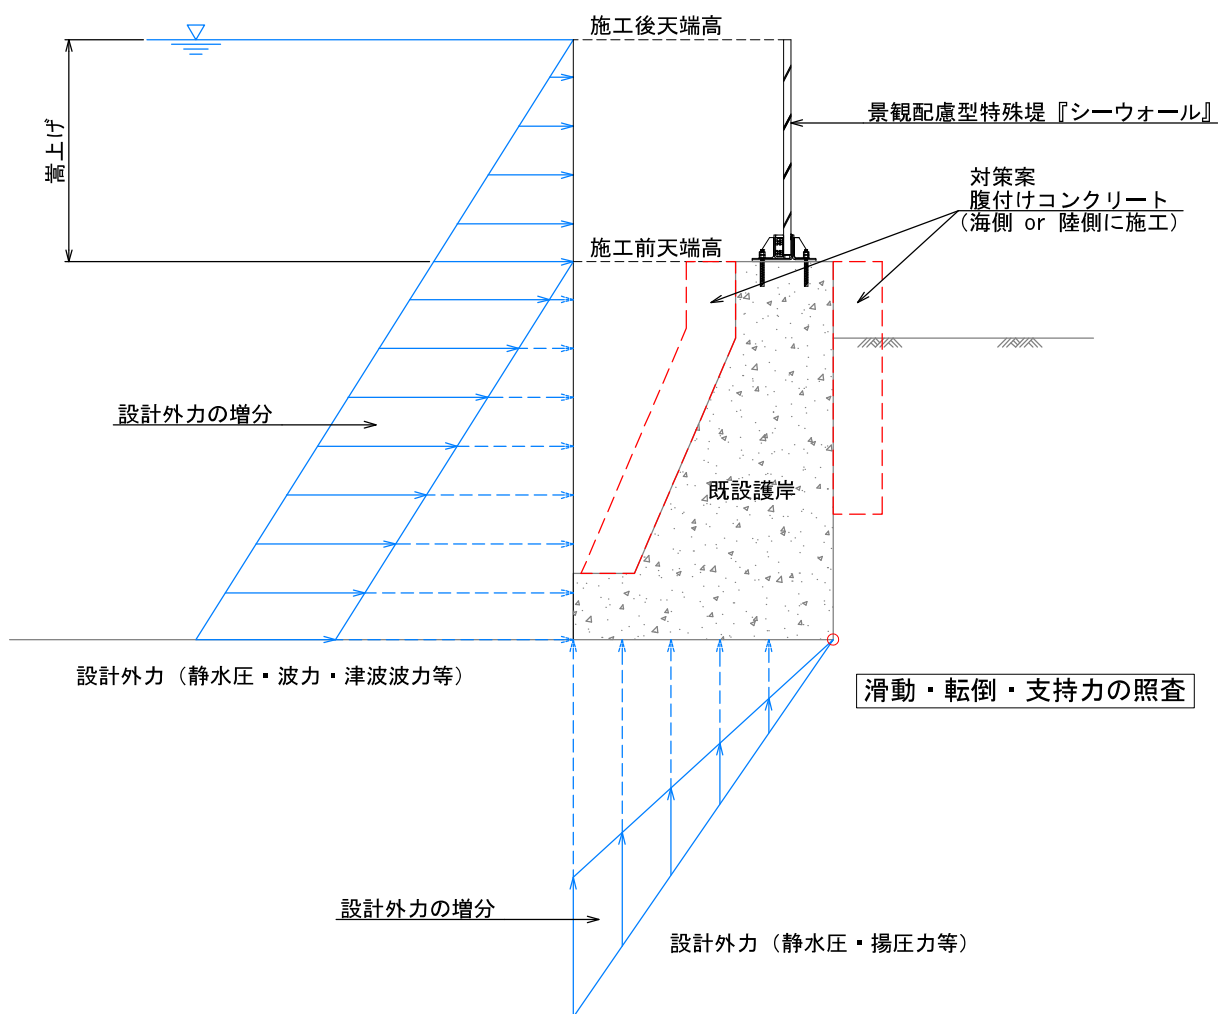 施工後天端高
嵩上げ
景観配慮型特殊堤『シーウォール』
対策案
腹付けコンクリート
(海側 or 陸側に施工)
施工前天端高
設計外力の増分
既設護岸
設計外力(静水圧・波力・津波波力等)
滑動・転倒・支持力の照査
設計外力の増分
設計外力(静水圧・揚圧力等)